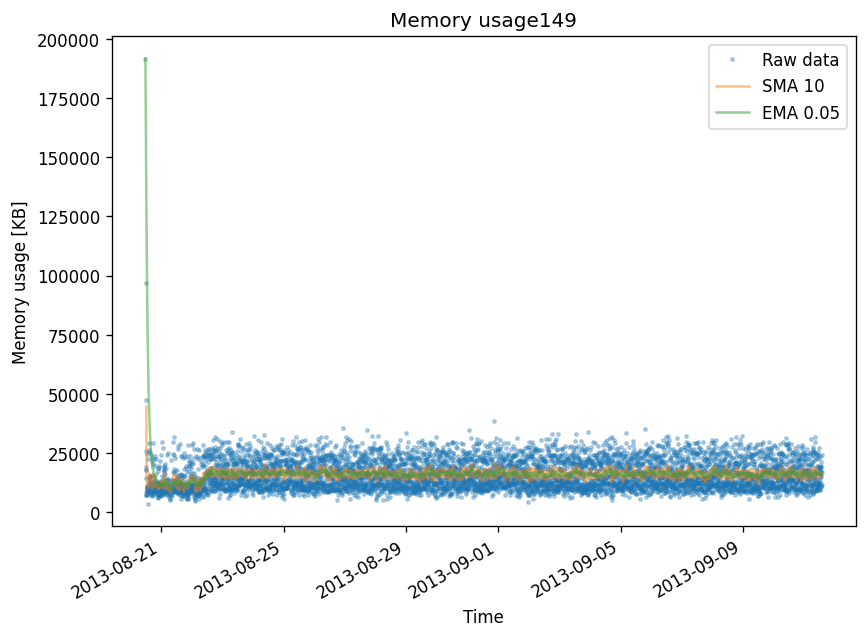 Memory usage149
200000
175000
150000
125000
100000
75000
50000
25000
0
Memory usage [KB]
Raw data
SMA 10
EMA 0.05
2013-08-21
2013-08-25
2013-08-29
2013-09-01
2013-09-05
2013-09-09
Time